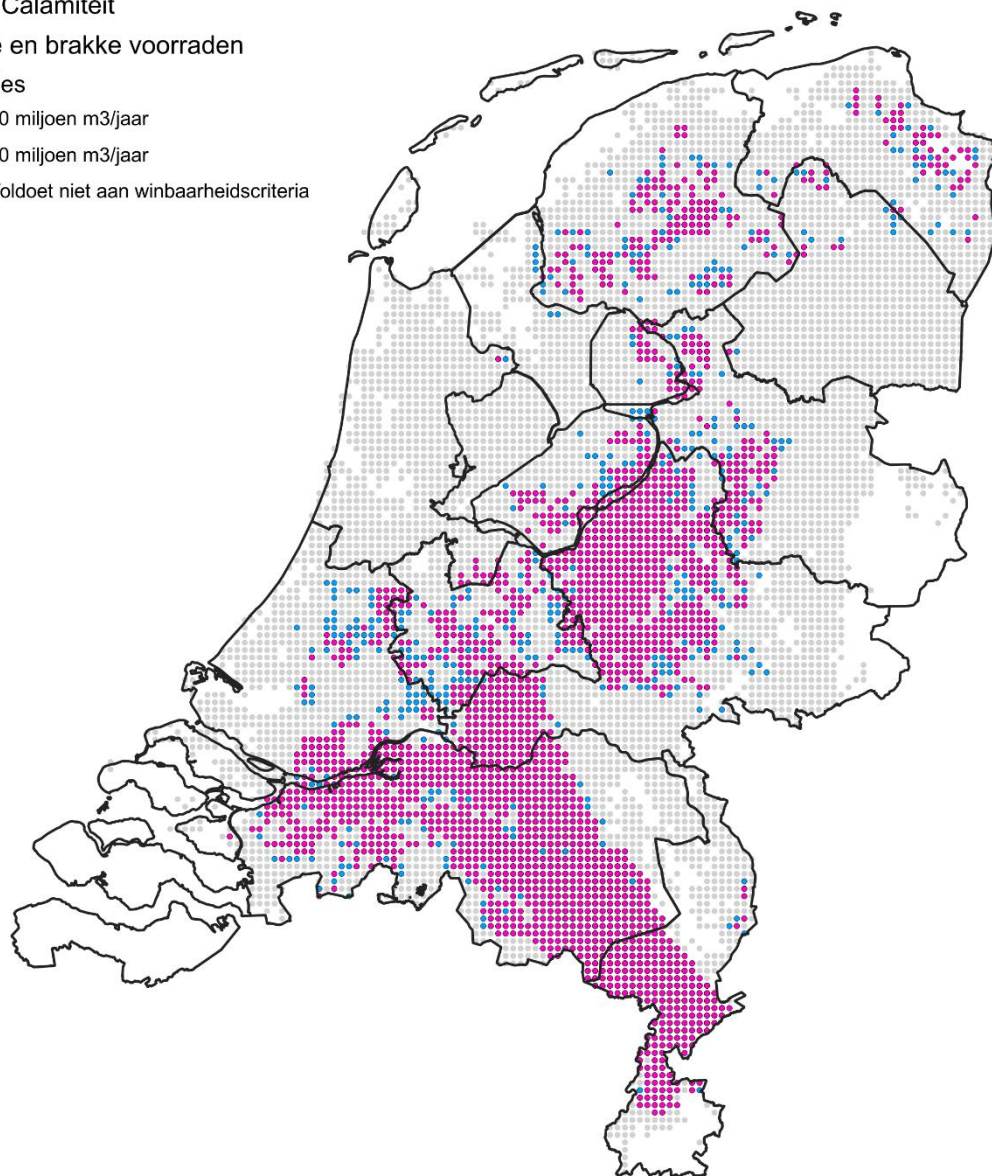 Calamiteit
e en brakke voorraden
es
0 miljoen m3/jaar
0 miljoen m3/jaar
oldoet niet aan winbaarheidscriteria